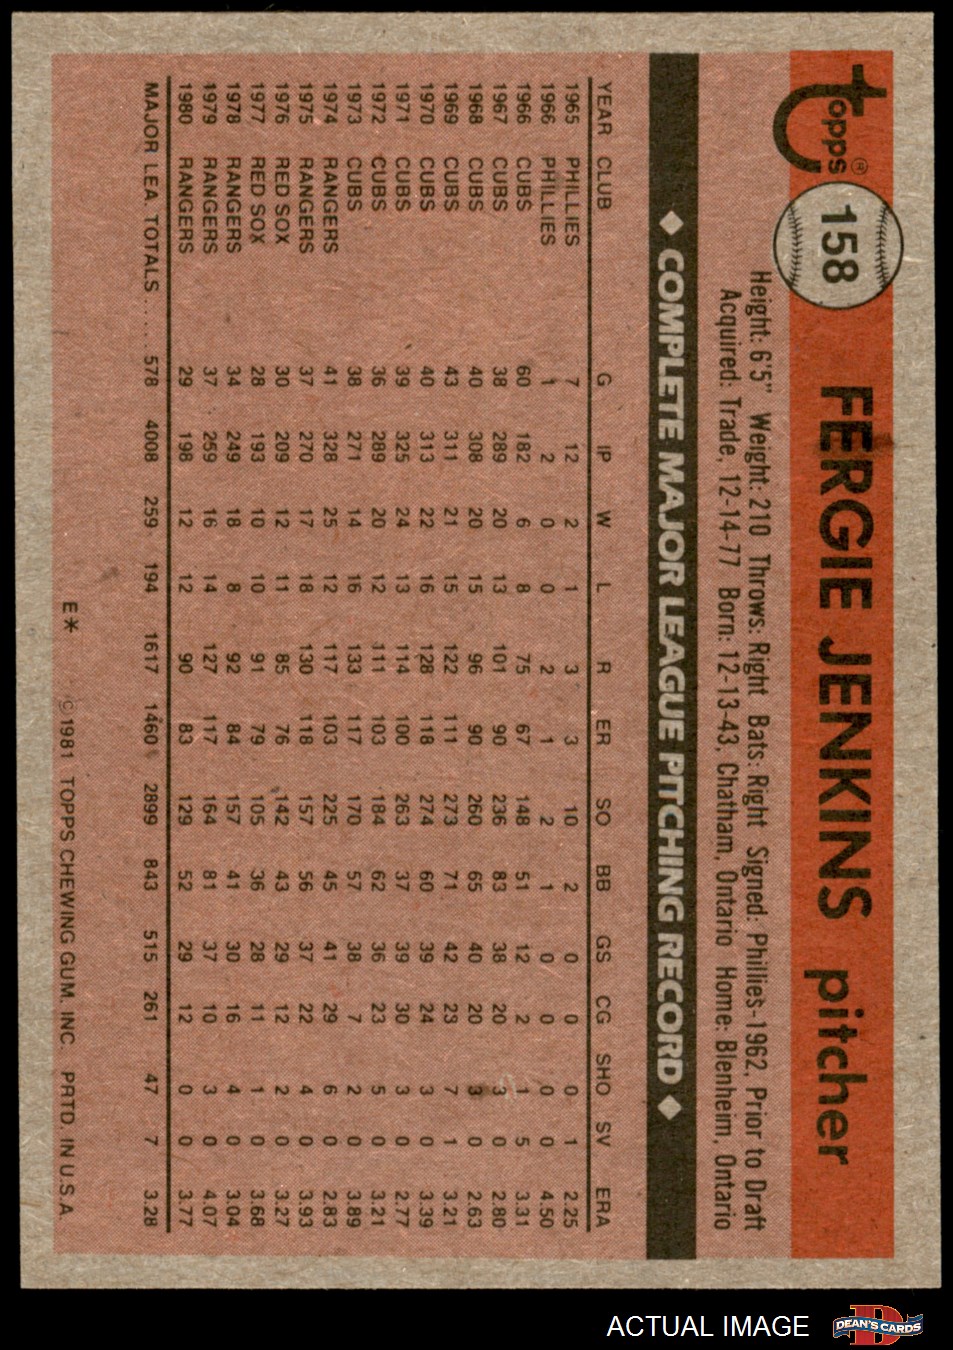 topps®
158
FERGIE JENKINS pitcher
Height: 6'5" Weight: 210 Throws: Right Bats: Right Signed: Phillies-1962, Prior to Draft
Acquired: Trade, 12-14-77 Born: 12-13-43, Chatham, Ontario Home: Blenheim, Ontario
◆ COMPLETE MAJOR LEAGUE PITCHING RECORD ◆
YEAR CLUB G IP W L R ER SO BB GS CG SHO SV ERA
1965 PHILLIES 7 12 2 1 3 3 10 2 0 0 0 1 2.25
1966 PHILLIES 1 2 0 0 2 1 2 1 0 0 0 0 4.50
1966 CUBS 60 182 6 8 75 67 148 51 12 2 1 5 3.31
1967 CUBS 38 289 20 13 101 90 236 83 38 20 3 0 2.80
1968 CUBS 40 308 20 15 96 90 260 65 40 20 3 0 2.63
1969 CUBS 43 311 21 15 122 111 273 71 42 23 7 1 3.21
1970 CUBS 40 313 22 16 128 118 274 60 39 24 3 0 3.39
1971 CUBS 39 325 24 13 114 100 263 37 39 30 3 0 2.77
1972 CUBS 36 289 20 12 111 103 184 62 36 23 5 0 3.21
1973 CUBS 38 271 14 16 133 117 170 57 38 7 2 0 3.89
1974 RANGERS 41 328 25 12 117 103 225 45 41 29 6 0 2.83
1975 RANGERS 37 270 17 18 130 118 157 56 37 22 4 0 3.93
1976 RED SOX 30 209 12 11 85 76 142 43 29 12 2 0 3.27
1977 RED SOX 28 193 10 10 91 79 105 36 28 11 1 0 3.68
1978 RANGERS 34 249 18 8 92 84 157 41 30 16 4 0 3.04
1979 RANGERS 37 259 16 14 127 117 164 81 37 10 3 0 4.07
1980 RANGERS 29 198 12 12 90 83 129 52 29 12 0 0 3.77
MAJOR LEA. TOTALS..... 578 4008 259 194 1617 1460 2899 843 515 261 47 7 3.28
E* ©1981 TOPPS CHEWING GUM. INC. PRTD. IN U.S.A.
ACTUAL IMAGE
D
DEAN'S CARDS